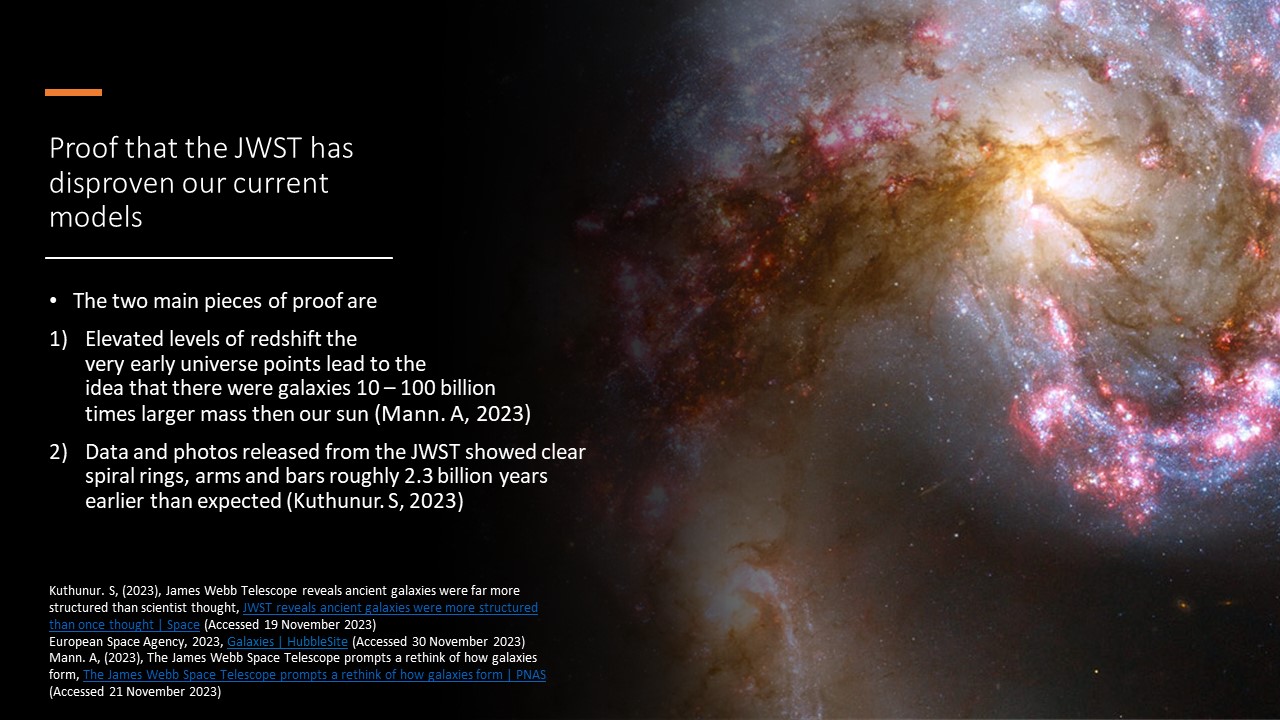 Proof that the JWST has
disproven our current
models
• The two main pieces of proof are
1) Elevated levels of redshift the
very early universe points lead to the
idea that there were galaxies 10 – 100 billion
times larger mass then our sun (Mann. A, 2023)
2) Data and photos released from the JWST showed clear
spiral rings, arms and bars roughly 2.3 billion years
earlier than expected (Kuthunur. S, 2023)
Kuthunur. S, (2023), James Webb Telescope reveals ancient galaxies were far more
structured than scientist thought, JWST reveals ancient galaxies were more structured
than once thought | Space (Accessed 19 November 2023)
European Space Agency, 2023, Galaxies | HubbleSite (Accessed 30 November 2023)
Mann. A, (2023), The James Webb Space Telescope prompts a rethink of how galaxies
form, The James Webb Space Telescope prompts a rethink of how galaxies form | PNAS
(Accessed 21 November 2023)